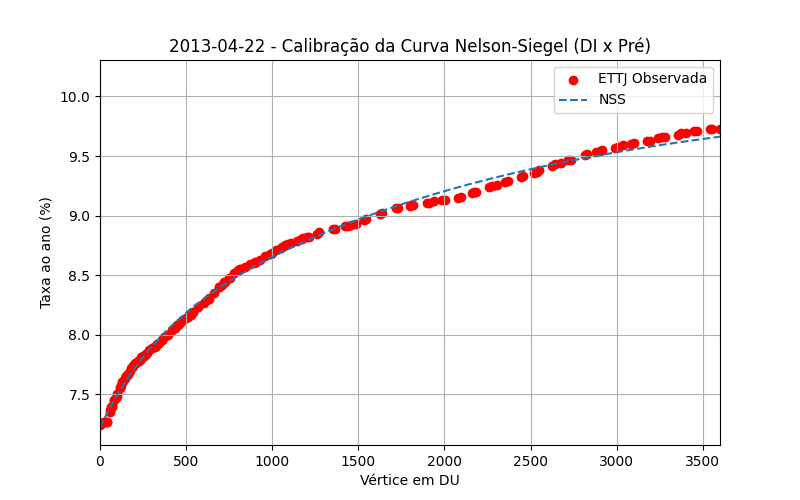 2013-04-22 - Calibração da Curva Nelson-Siegel (DI x Pré)
ETTJ Observada
NSS
Taxa ao ano (%)
10.0
9.5
9.0
8.5
8.0
7.5
0 500 1000 1500 2000 2500 3000 3500
Vértice em DU